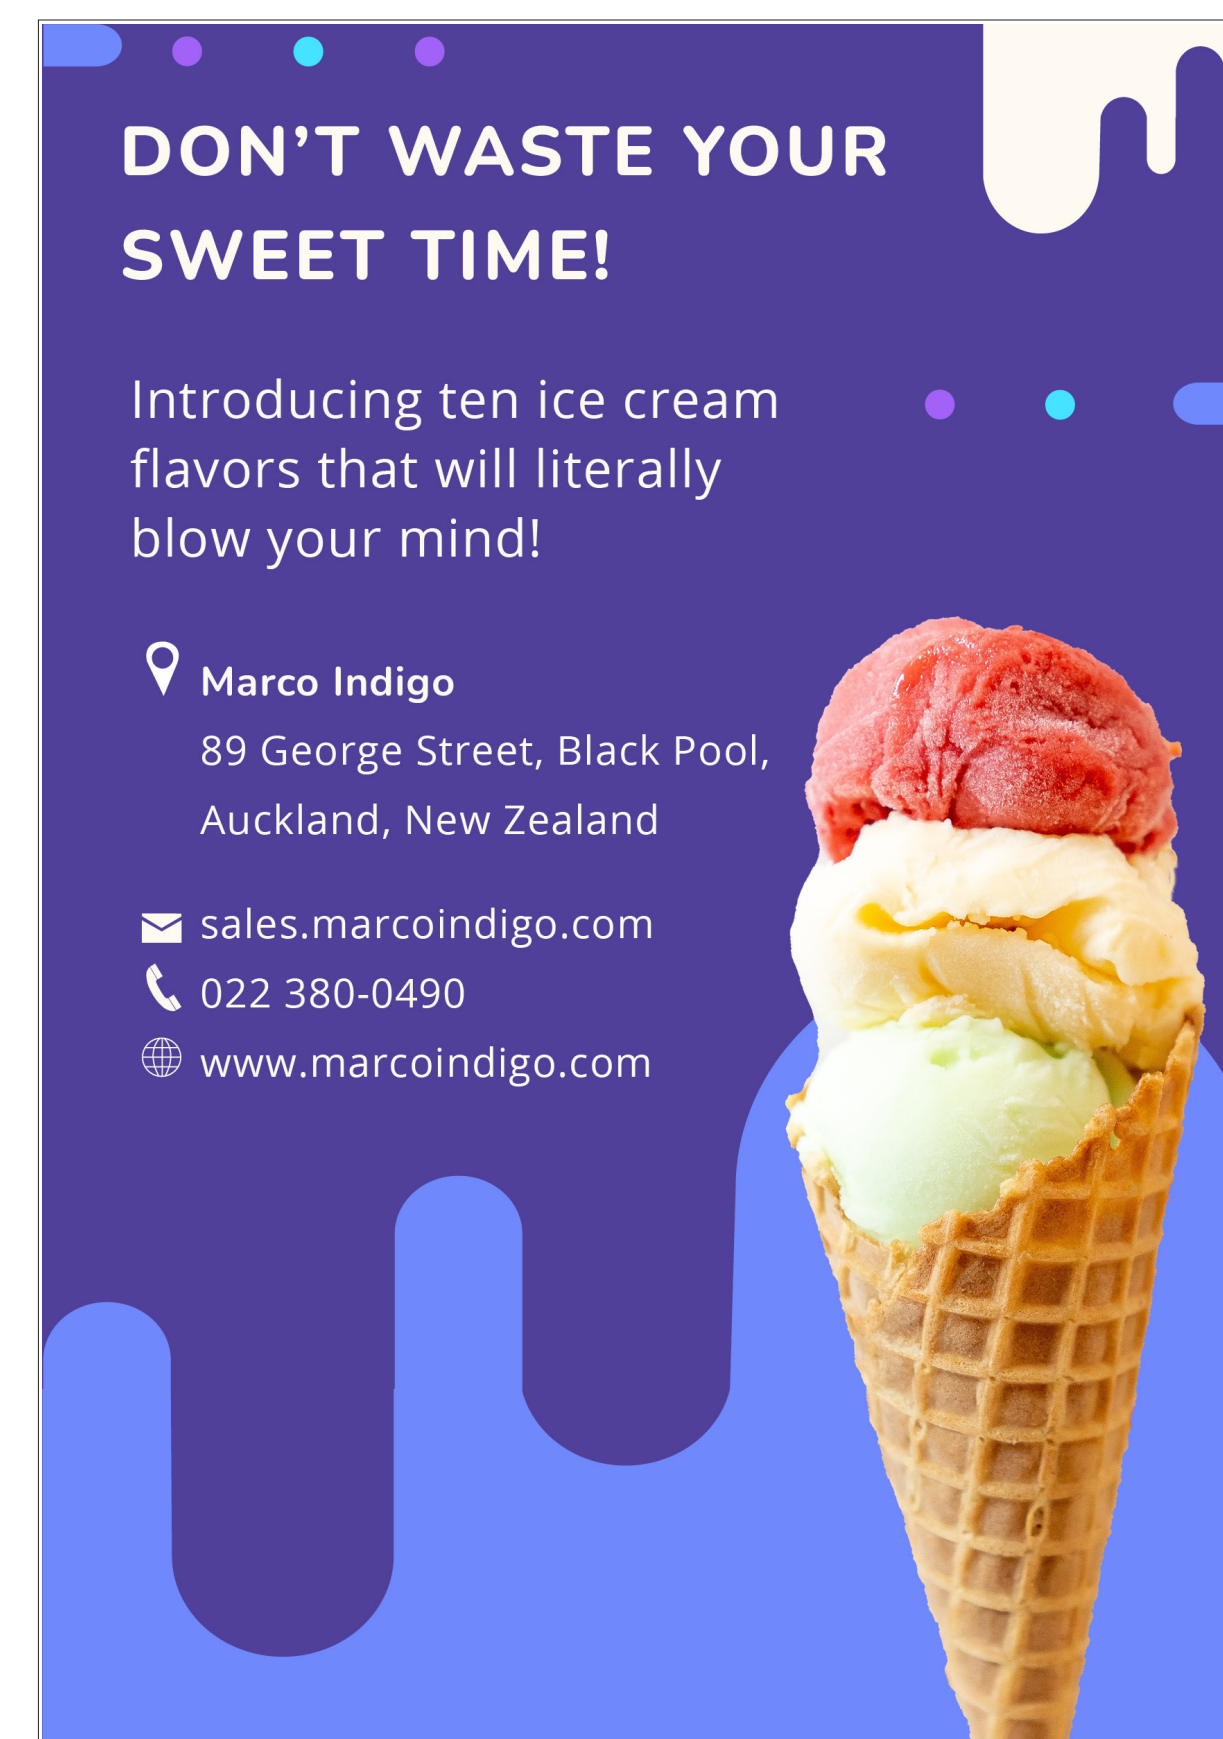 DON’T WASTE YOUR
SWEET TIME!
Introducing ten ice cream
flavors that will literally
blow your mind!
Marco Indigo
89 George Street, Black Pool,
Auckland, New Zealand
sales.marcoindigo.com
022 380-0490
www.marcoindigo.com